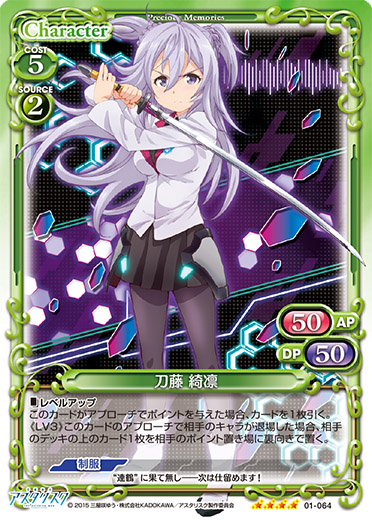 Precious Memories
Character
COST
5
SOURCE
2
50 AP
DP 50
刀藤 綺凛
■レベルアップ
このカードがアプローチでポイントを与えた場合、カードを1枚引く。
〈LV3〉このカードのアプローチで相手のキャラが退場した場合、相手
のデッキの上のカード1枚を相手のポイント置き場に裏向きで置く。
制服
“連鶴”に果て無し――次は仕留めます!
アスタリスク
© 2015 三屋咲ゆう・株式会社KADOKAWA/アスタリスク製作委員会
01-064